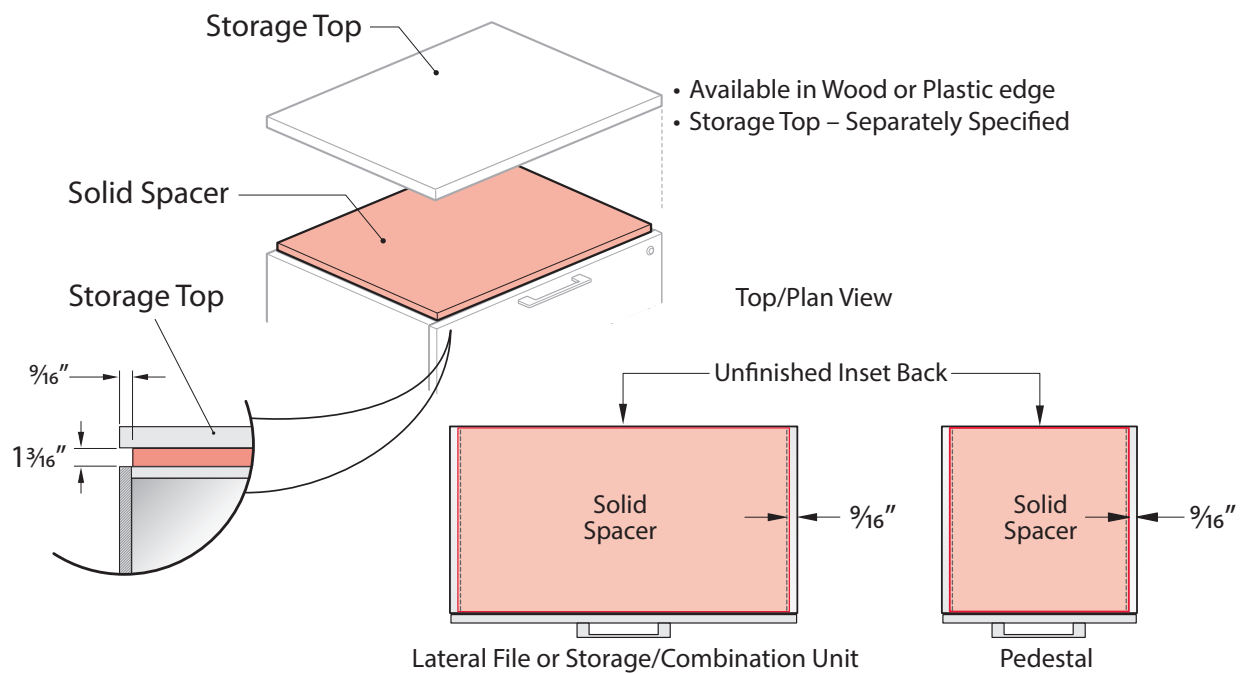 Storage Top
• Available in Wood or Plastic edge
• Storage Top – Separately Specified
Solid Spacer
Storage Top
Top/Plan View
9⁄16″
Unfinished Inset Back
1 3⁄16″
Solid
Spacer
9⁄16″
Solid
Spacer
9⁄16″
Lateral File or Storage/Combination Unit
Pedestal